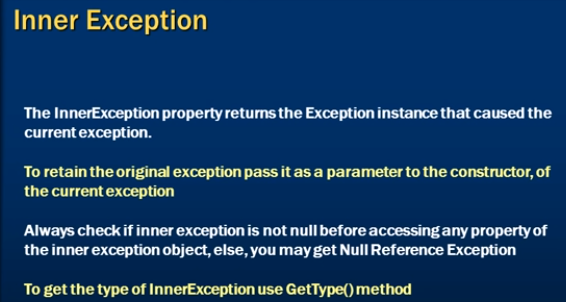 Inner Exception
The InnerException property returns the Exception instance that caused the
current exception.
To retain the original exception pass it as a parameter to the constructor, of
the current exception
Always check if inner exception is not null before accessing any property of
the inner exception object, else, you may get Null Reference Exception
To get the type of InnerException use GetType() method